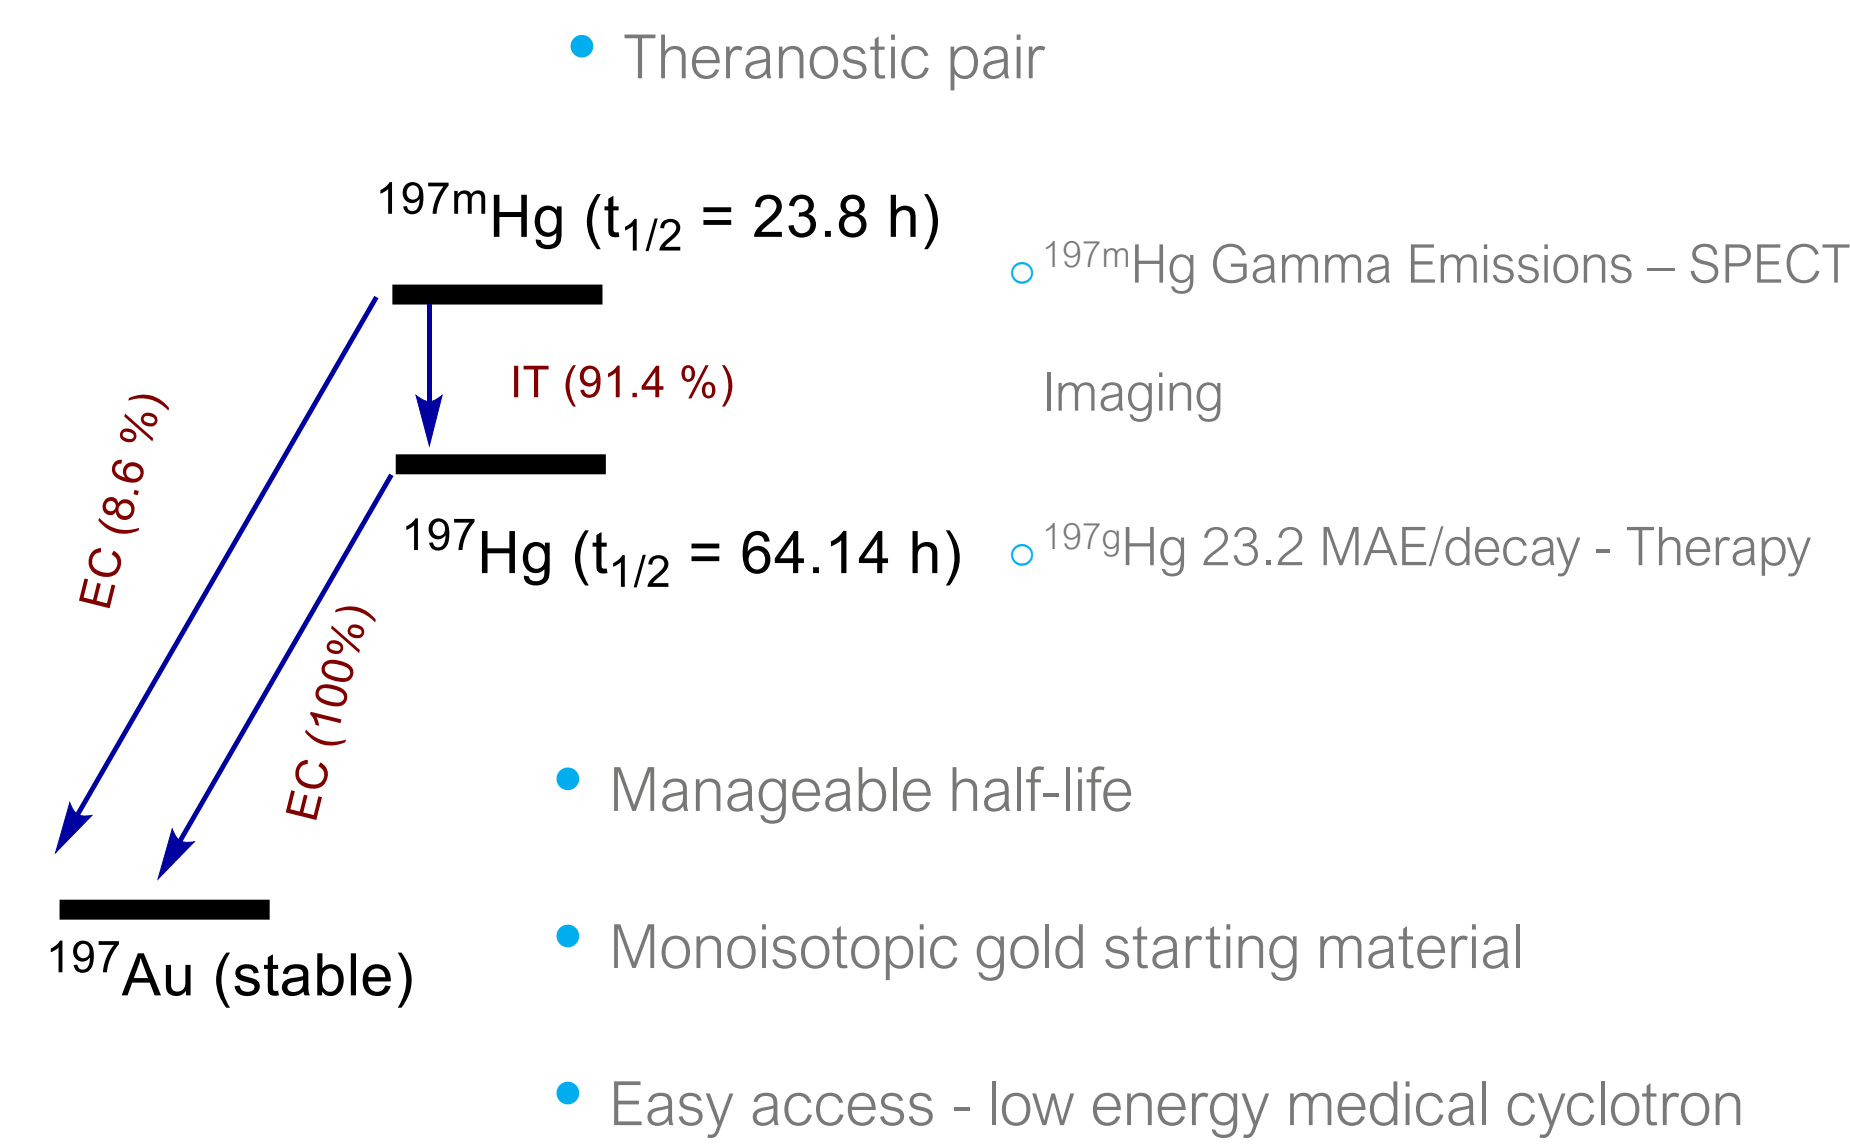 • Theranostic pair
¹⁹⁷ᵐHg (t₁/₂ = 23.8 h)
○ ¹⁹⁷ᵐHg Gamma Emissions – SPECT
Imaging
IT (91.4 %)
EC (8.6 %)
¹⁹⁷Hg (t₁/₂ = 64.14 h)
○ ¹⁹⁷ᵍHg 23.2 MAE/decay - Therapy
EC (100%)
• Manageable half-life
¹⁹⁷Au (stable)
• Monoisotopic gold starting material
• Easy access - low energy medical cyclotron